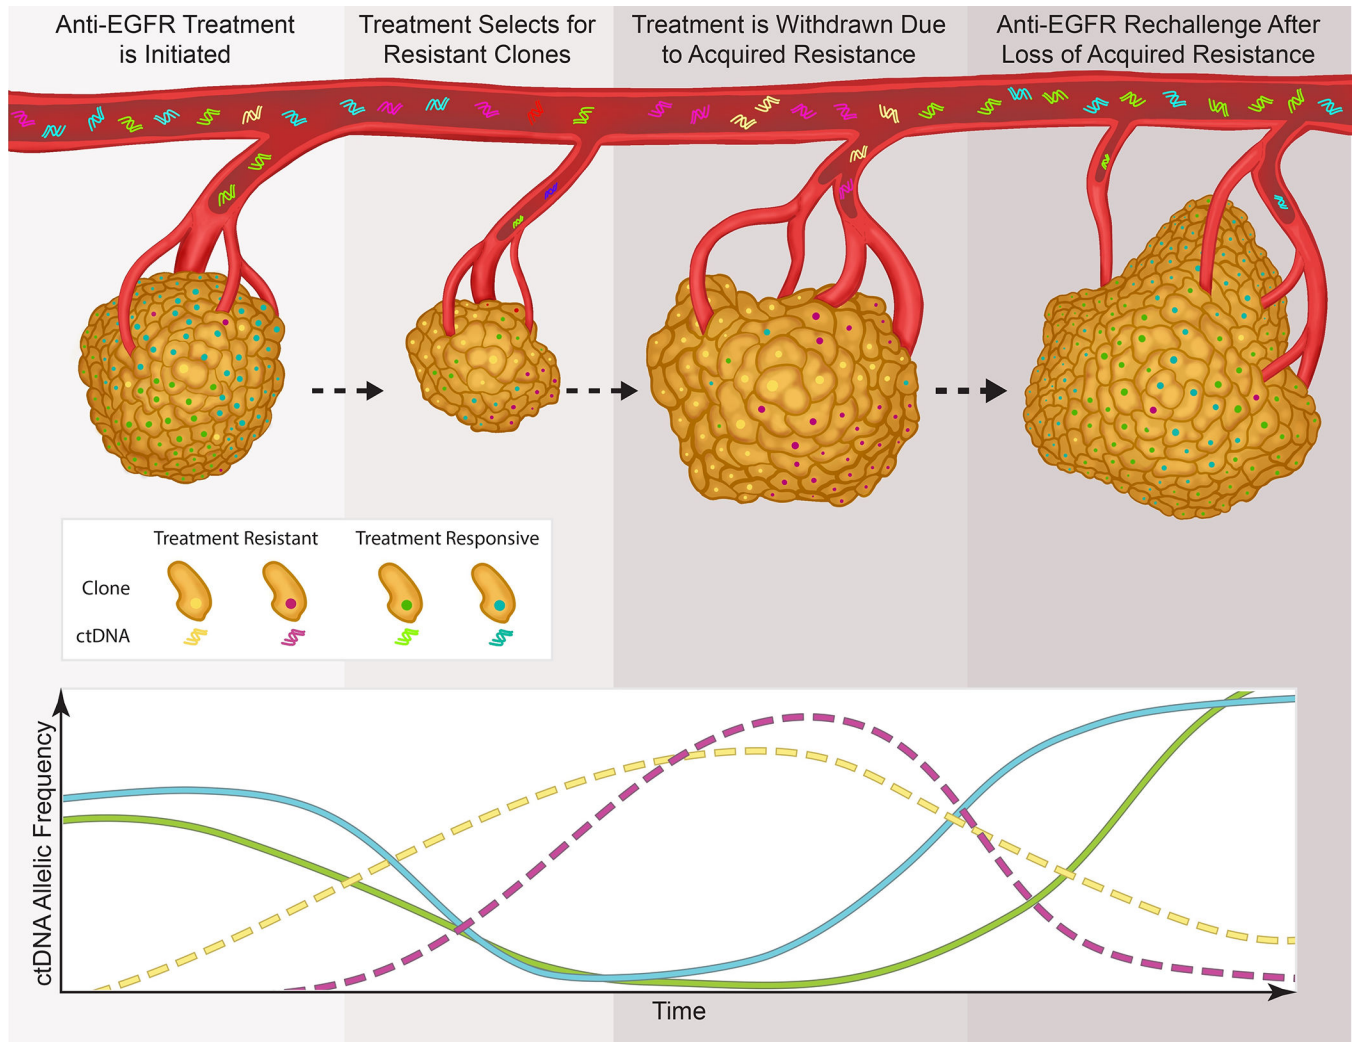 Anti-EGFR Treatment
is Initiated
Treatment Selects for
Resistant Clones
Treatment is Withdrawn Due
to Acquired Resistance
Anti-EGFR Rechallenge After
Loss of Acquired Resistance
Treatment Resistant
Treatment Responsive
Clone
ctDNA
ctDNA Allelic Frequency
Time